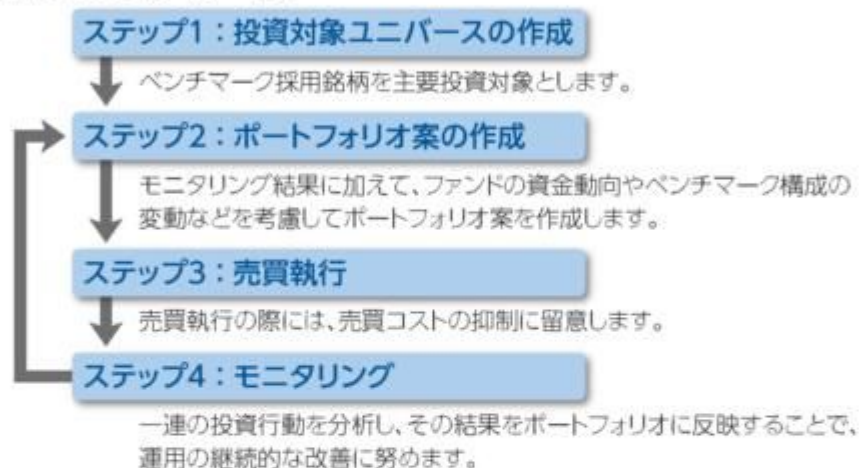 ステップ1：投資対象ユニバースの作成
ベンチマーク採用銘柄を主要投資対象とします。
ステップ2：ポートフォリオ案の作成
モニタリング結果に加えて、ファンドの資金動向やベンチマーク構成の
変動などを考慮してポートフォリオ案を作成します。
ステップ3：売買執行
売買執行の際には、売買コストの抑制に留意します。
ステップ4：モニタリング
一連の投資行動を分析し、その結果をポートフォリオに反映することで、
運用の継続的な改善に努めます。